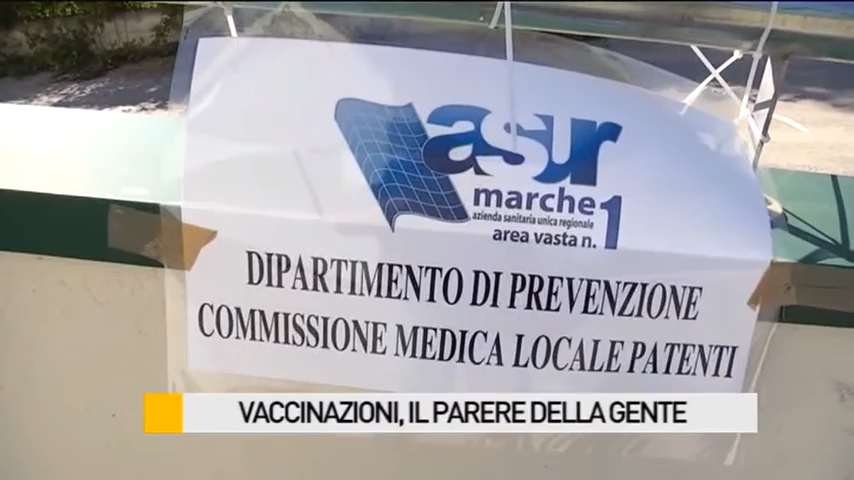 asur
marche 1
azienda sanitaria unica regionale
area vasta n.
DIPARTIMENTO DI PREVENZIONE
COMMISSIONE MEDICA LOCALE PATENTI
VACCINAZIONI, IL PARERE DELLA GENTE